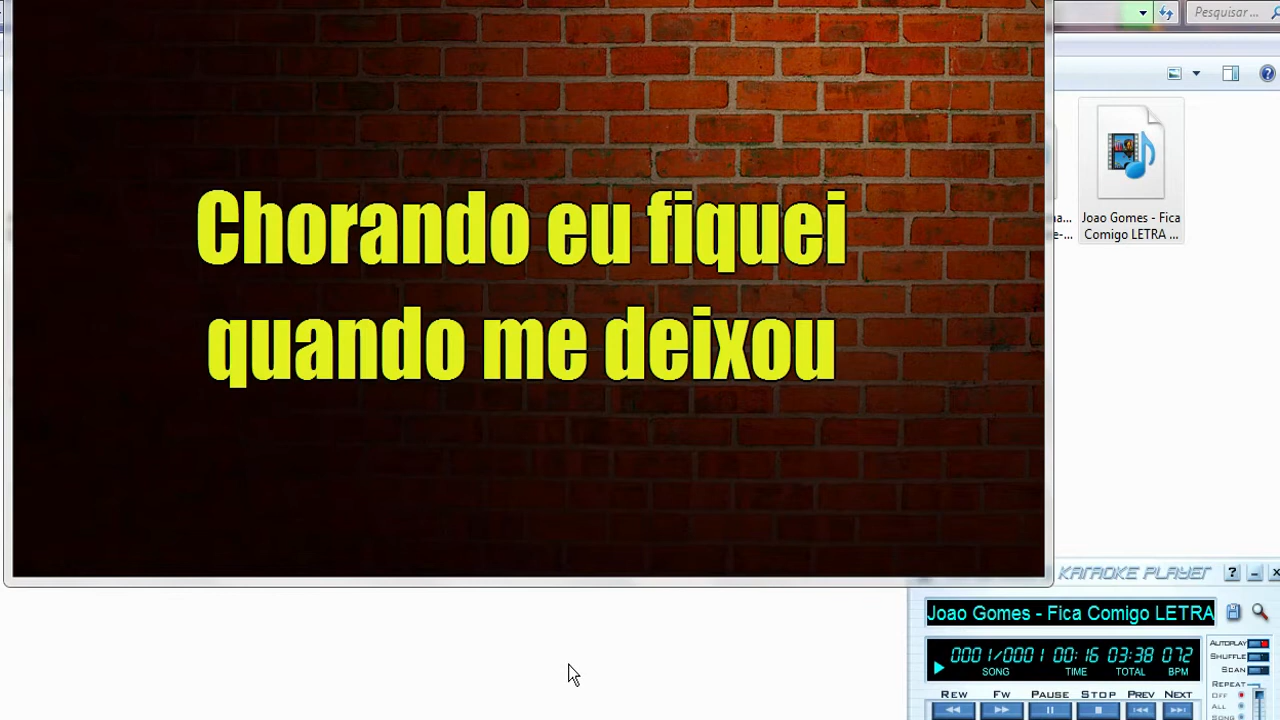 Pesquisar ...
Chorando eu fiquei
quando me deixou
Joao Gomes - Fica
Comigo LETRA ...
KARAOKE PLAYER
Joao Gomes - Fica Comigo LETRA
0001/0001 00:16 03:38 072
SONG TIME TOTAL BPM
AUTOPLAY
SHUFFLE
SCAN
REPEAT
OFF
ALL
SONG
REW FW PAUSE STOP PREV NEXT